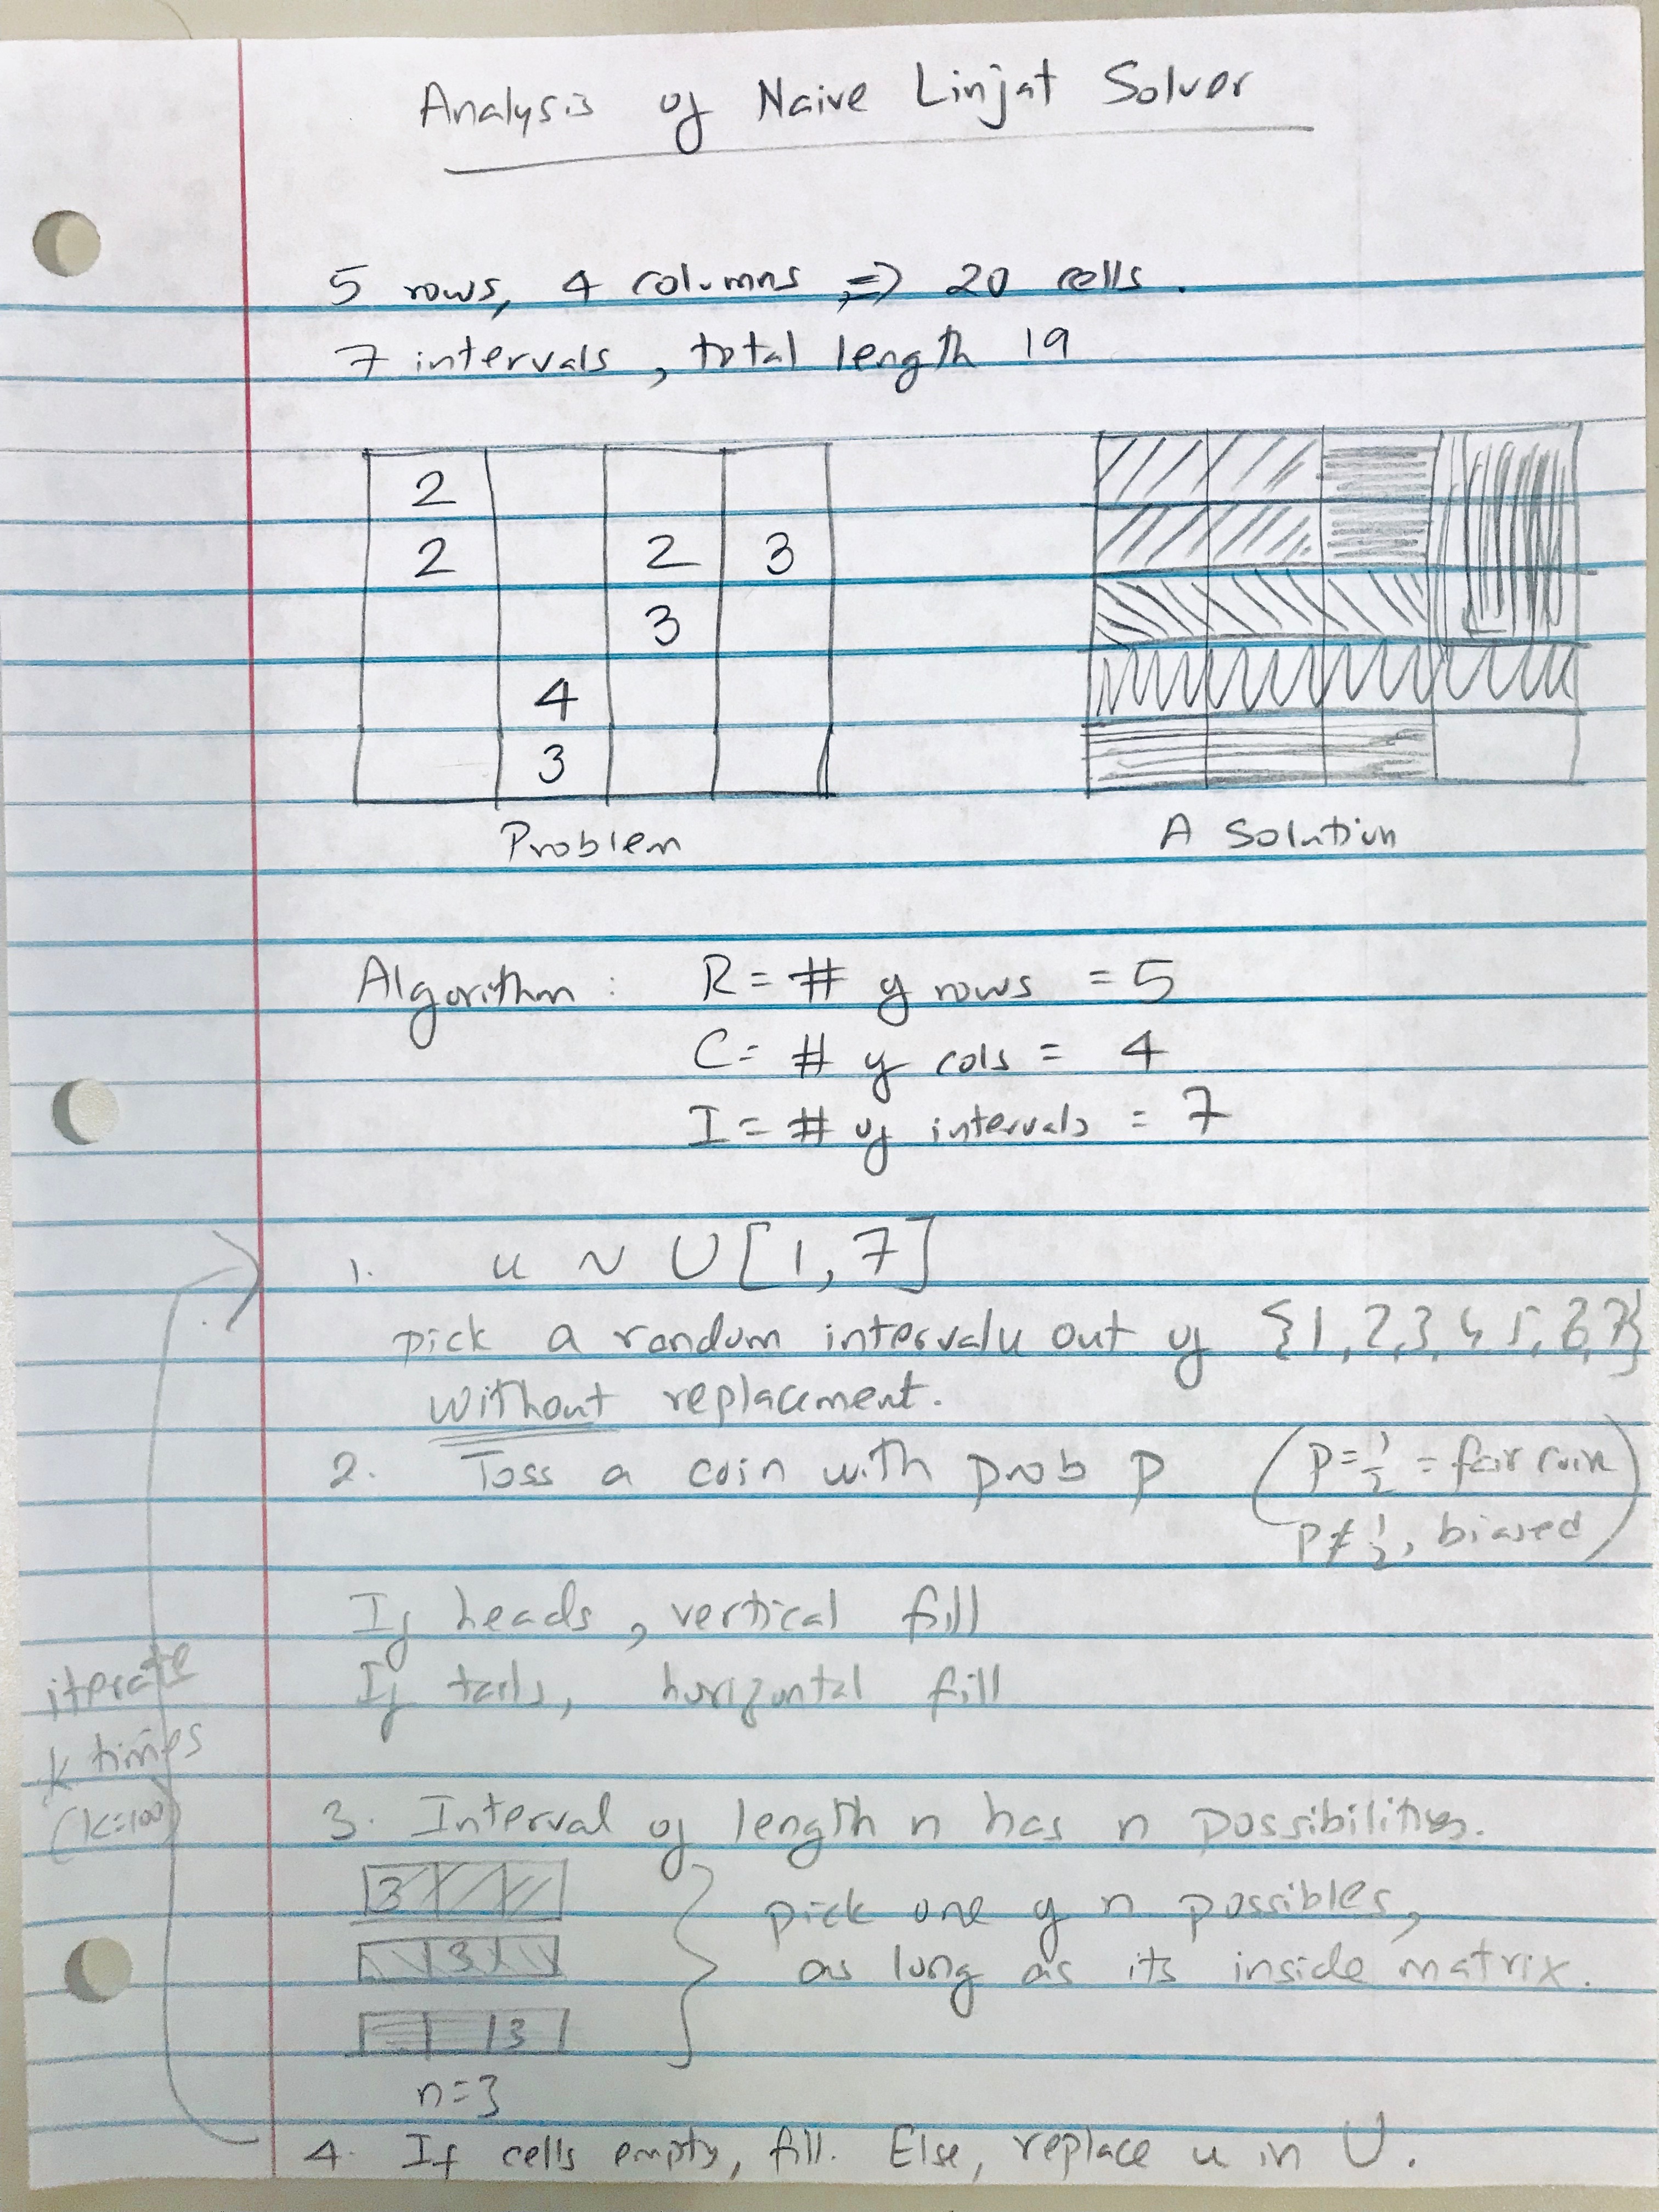 Analysis of Naive Linjat Solver
5 rows, 4 columns, => 20 cells.
7 intervals, total length 19
2
2 2 3
3
4
3
Problem
A Solution
Algorithm: R = # of rows = 5
C = # of cols = 4
I = # of intervals = 7
1. u ~ U[1,7]
pick a random interval u out of {1,2,3,4,5,6,7}
without replacement.
2. Toss a coin with prob p
(p=1/2 = fair coin
p≠1/2, biased)
If heads, vertical fill
If tails, horizontal fill
iterate
k times
(k=100)
3. Interval of length n has n possibilities.
3
3
3
n=3
pick one of n possibles,
as long as its inside matrix.
4. If cells empty, fill. Else, replace u in U.